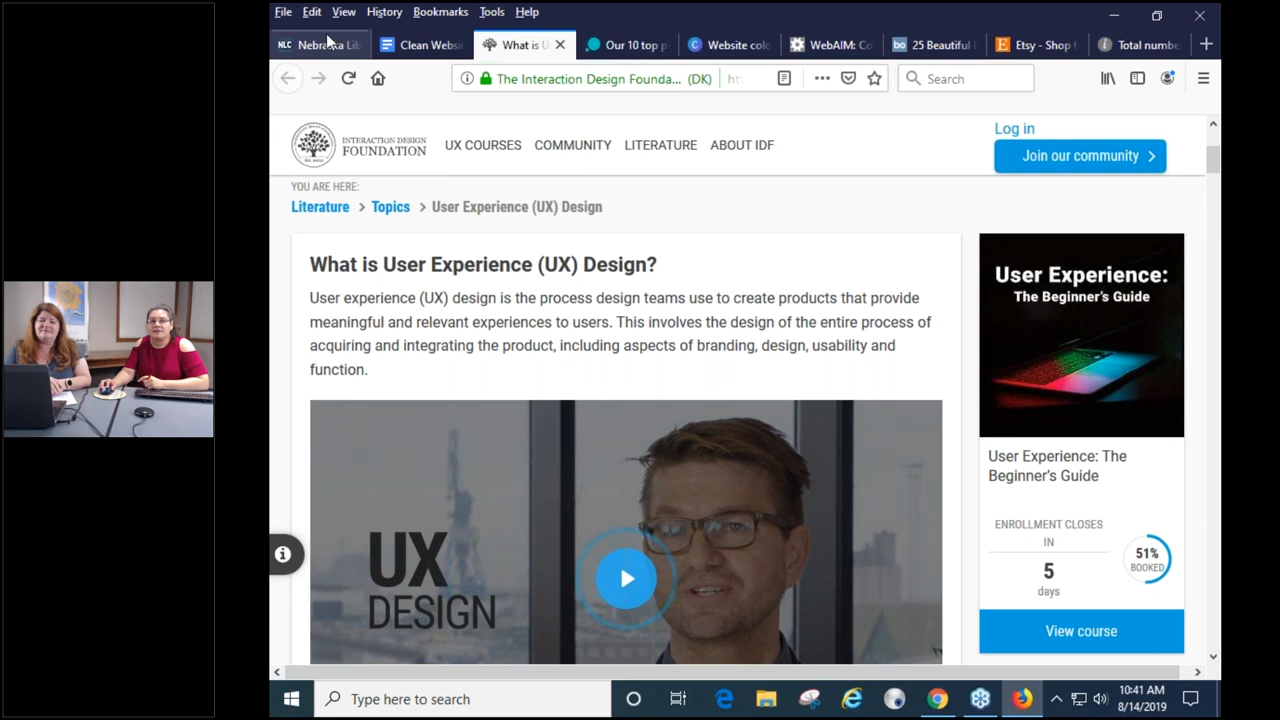 File Edit View History Bookmarks Tools Help
NLC Nebraska Lib
Clean Websi
What is U
Our 10 top p
Website colo
WebAIM: Co
bo 25 Beautiful
Etsy - Shop f
Total numbe
The Interaction Design Founda... (DK)
Search
INTERACTION DESIGN
FOUNDATION
UX COURSES COMMUNITY LITERATURE ABOUT IDF
Log in
Join our community
YOU ARE HERE:
Literature > Topics > User Experience (UX) Design
What is User Experience (UX) Design?
User experience (UX) design is the process design teams use to create products that provide
meaningful and relevant experiences to users. This involves the design of the entire process of
acquiring and integrating the product, including aspects of branding, design, usability and
function.
UX
DESIGN
User Experience:
The Beginner's Guide
User Experience: The
Beginner's Guide
ENROLLMENT CLOSES
IN
5
days
51%
BOOKED
View course
Type here to search
10:41 AM
8/14/2019